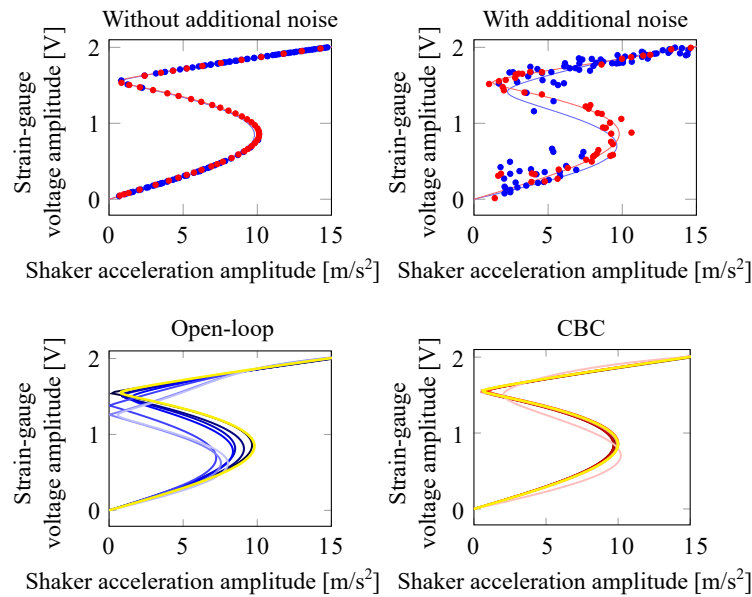 Without additional noise
Strain-gauge
voltage amplitude [V]
2
1
0
0 5 10 15
Shaker acceleration amplitude [m/s²]
With additional noise
Strain-gauge
voltage amplitude [V]
2
1
0
0 5 10 15
Shaker acceleration amplitude [m/s²]
Open-loop
Strain-gauge
voltage amplitude [V]
2
1
0
0 5 10 15
Shaker acceleration amplitude [m/s²]
CBC
Strain-gauge
voltage amplitude [V]
2
1
0
0 5 10 15
Shaker acceleration amplitude [m/s²]